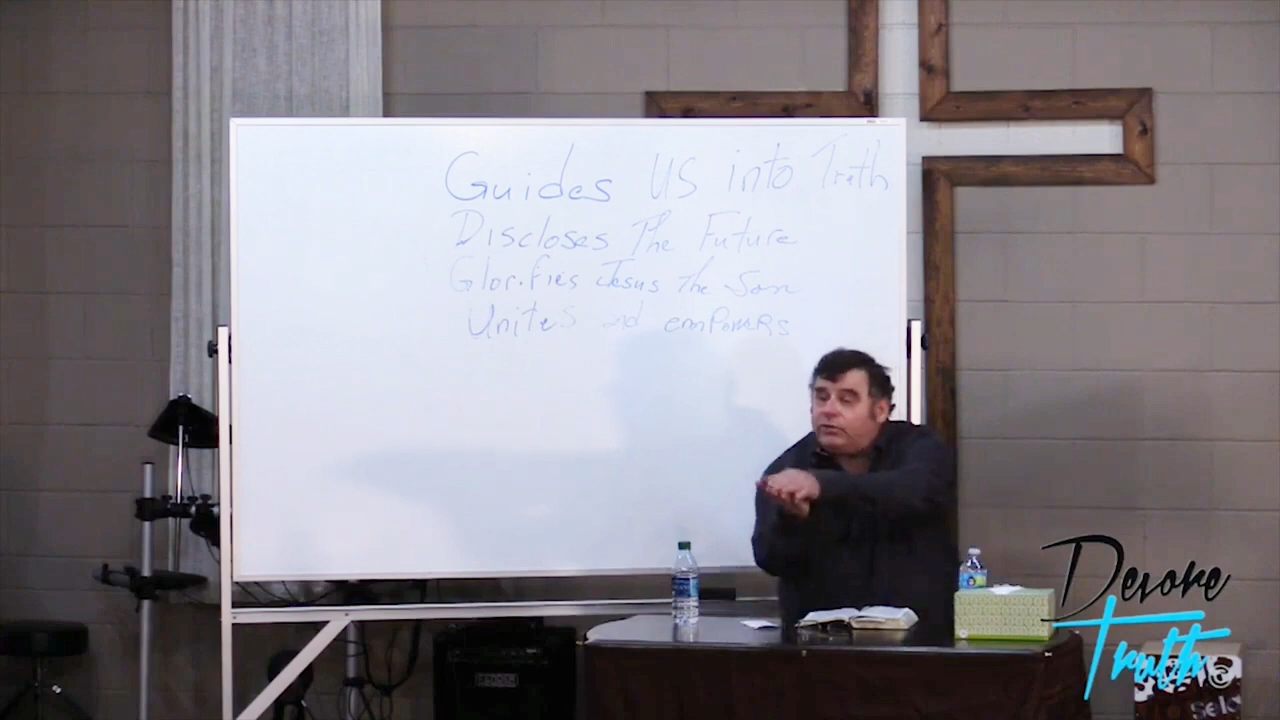 Guides US into Truth
Discloses The Future
Glorifies Jesus The Son
Unites and emPowers
Devore
Truth